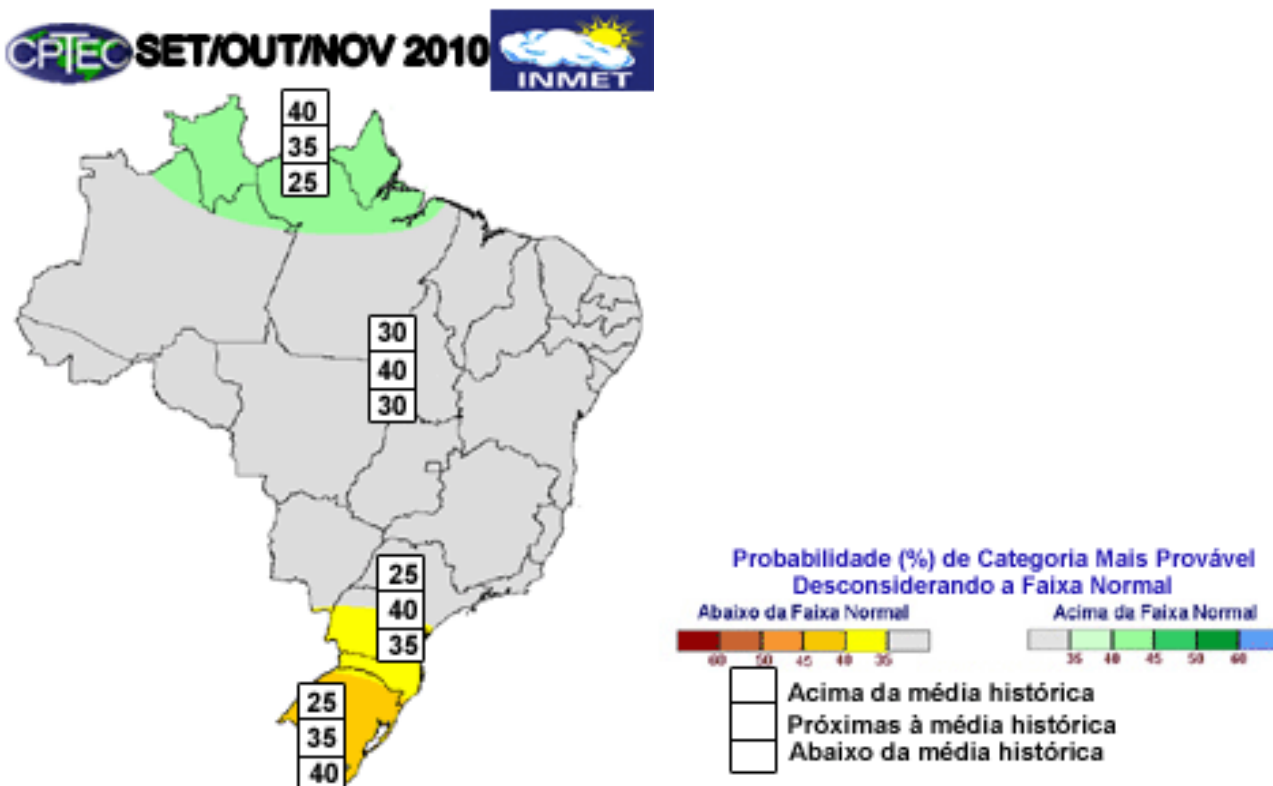 CPTEC SET/OUT/NOV 2010 INMET
40
35
25
30
40
30
25
40
35
25
35
40
Probabilidade (%) de Categoria Mais Provável
Desconsiderando a Faixa Normal
Abaixo da Faixa Normal Acima da Faixa Normal
60 50 45 40 35 35 40 45 50 60
Acima da média histórica
Próximas à média histórica
Abaixo da média histórica